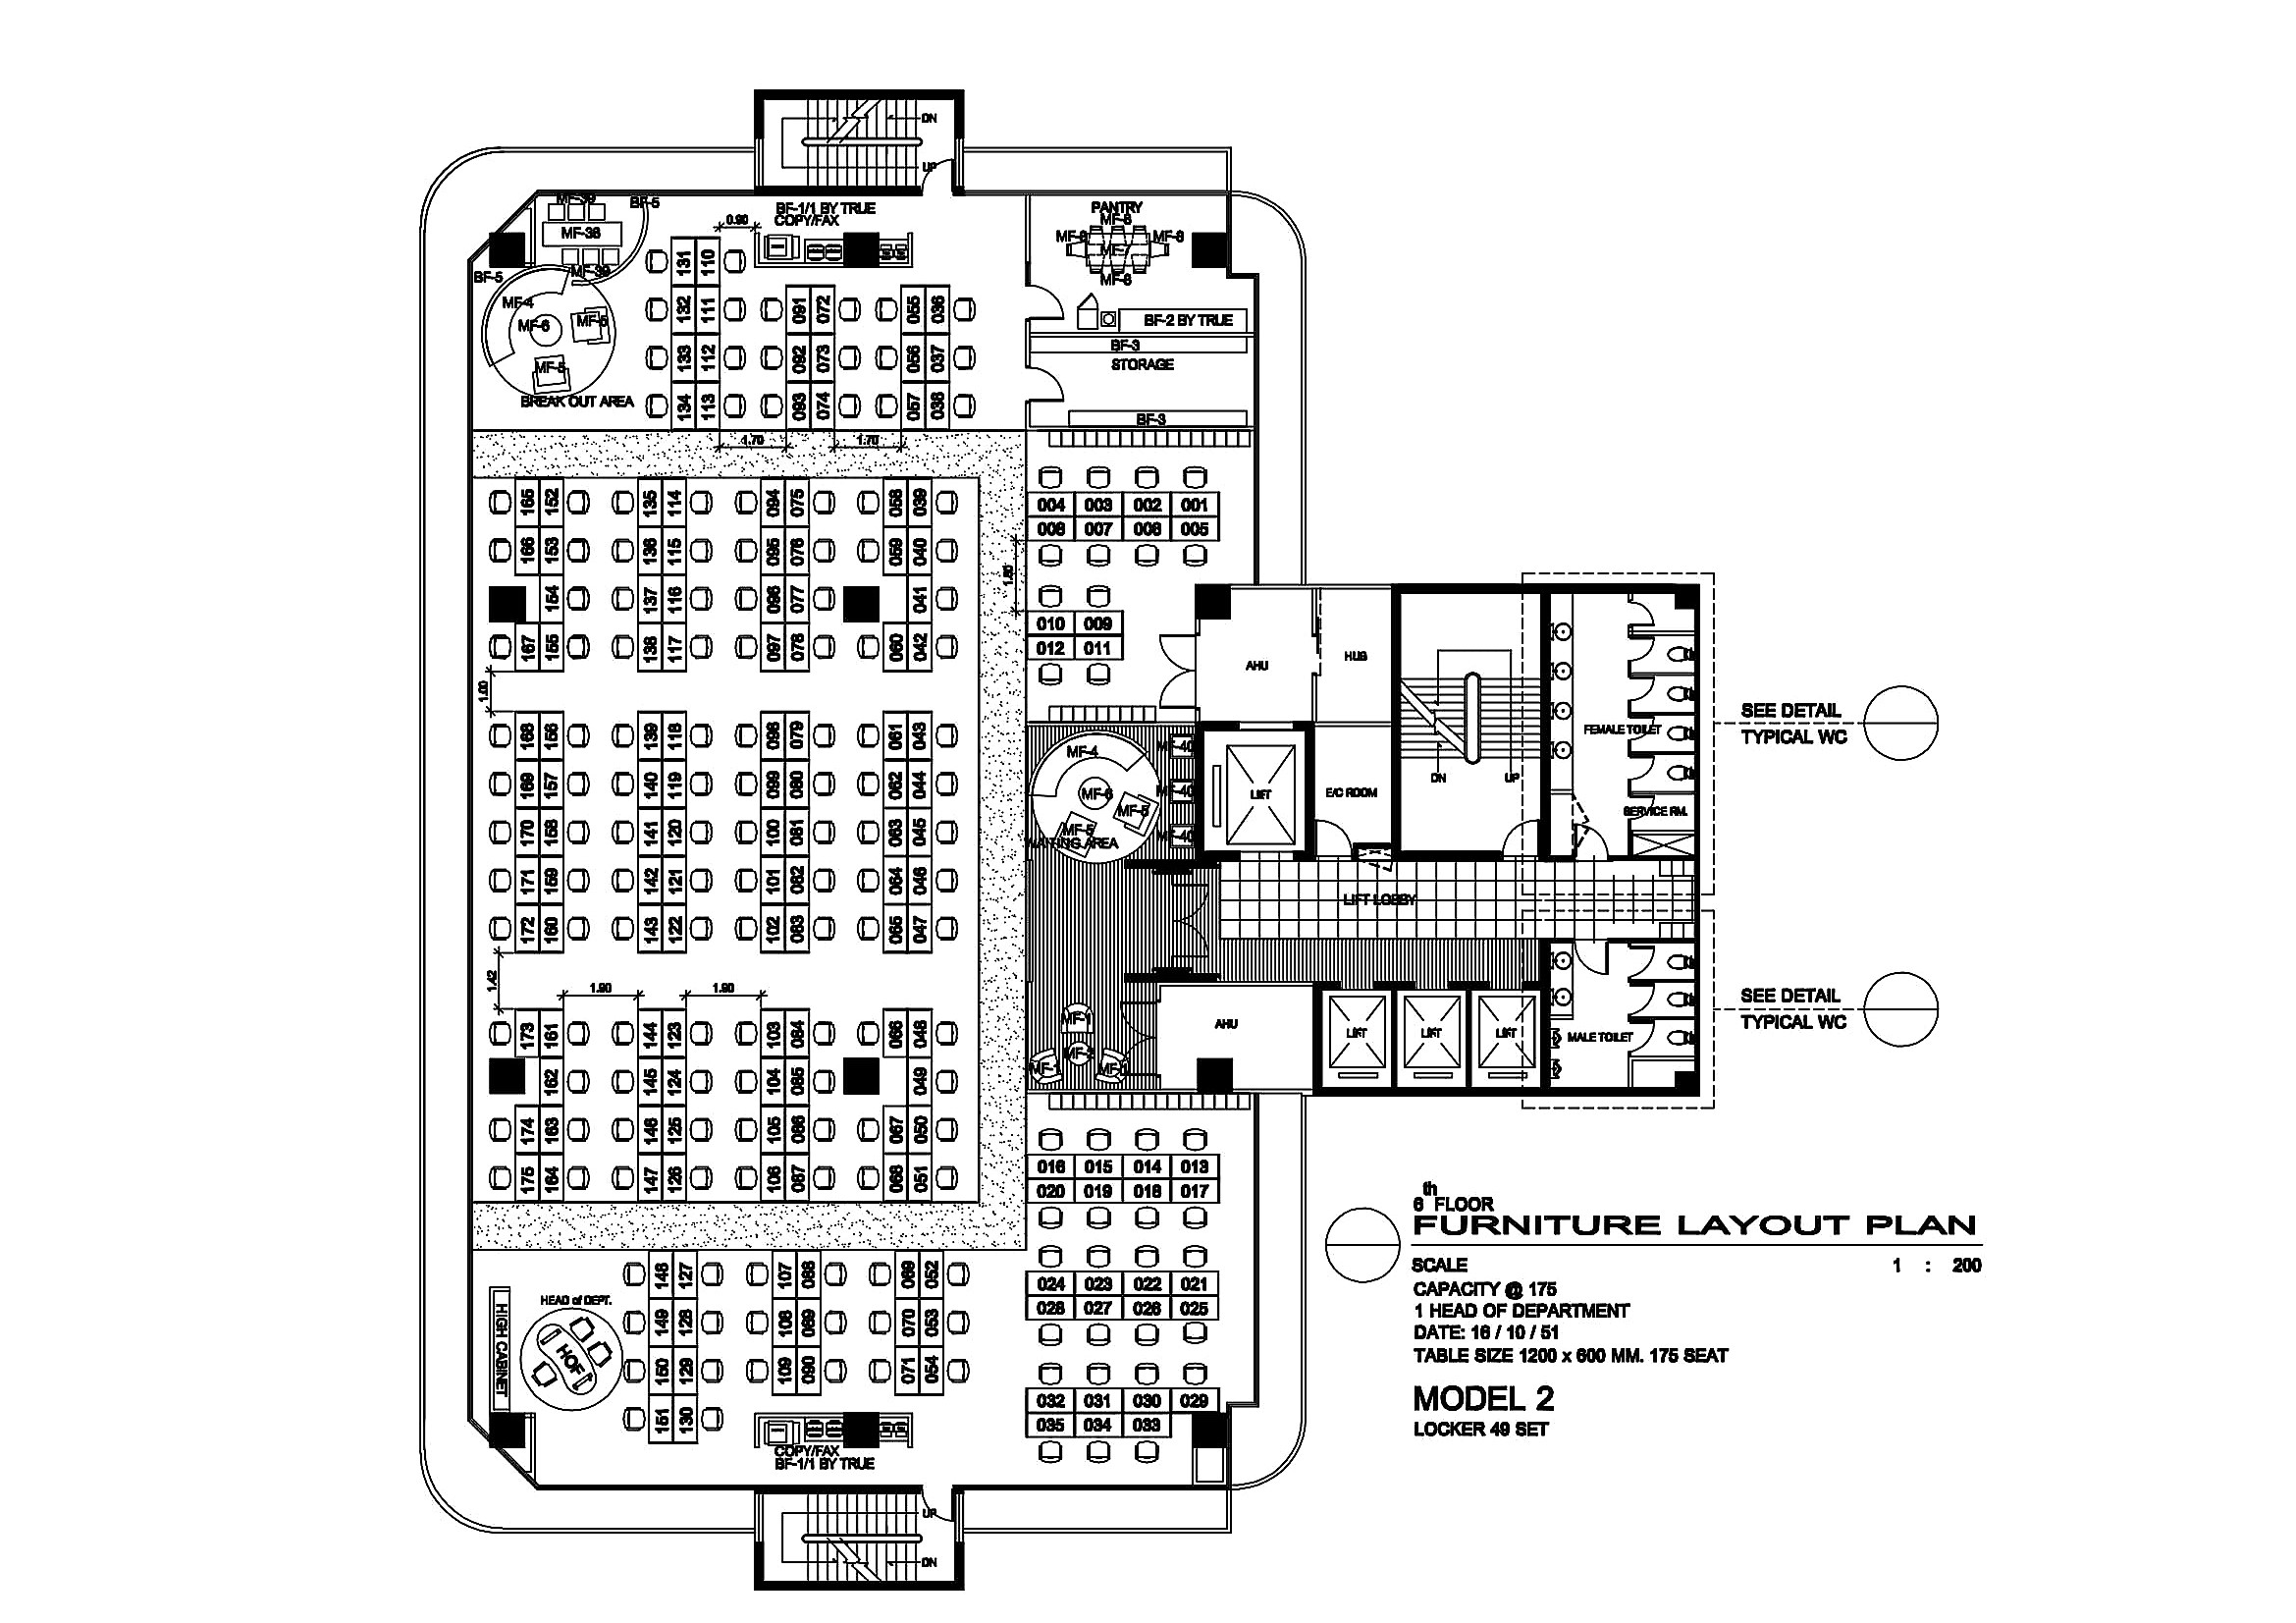 DN
UP
MF-39
BF-5
MF-38
MF-39
BF-5
MF-4
MF-6
MF-5
MF-5
BREAK OUT AREA
0.90
BF-1/1 BY TRUE
COPY/FAX
PANTRY
MF-8
MF-8
MF-7
MF-8
MF-8
BF-2 BY TRUE
BF-3
STORAGE
BF-3
131 110
132 111 091 072 055 036
133 112 092 073 056 037
134 113 093 074 057 038
1.70 1.70
165 152 135 114 094 075 058 039
166 153 136 115 095 076 059 040
154 137 116 096 077 041
167 155 138 117 097 078 060 042
1.00
004 003 002 001
008 007 006 005
1.80
010 009
012 011
168 156 139 118 098 079 061 043
169 157 140 119 099 080 062 044
170 158 141 120 100 081 063 045
171 159 142 121 101 082 064 046
172 160 143 122 102 083 065 047
1.42
1.90 1.90
173 161 144 123 103 084 066 048
162 145 124 104 085 049
174 163 146 125 105 086 067 050
175 164 147 126 106 087 068 051
AHU
HUB
MF-4
MF-6
MF-5
MF-5
WAITING AREA
MF-40
MF-40
MF-40
LIFT
E/C ROOM
DN
UP
FEMALE TOILET
SERVICE RM.
LIFT LOBBY
SEE DETAIL
TYPICAL WC
MF-1
MF-2
MF-1
MF-1
AHU
LIFT
LIFT
LIFT
MALE TOILET
SEE DETAIL
TYPICAL WC
016 015 014 013
020 019 018 017
024 023 022 021
028 027 026 025
032 031 030 029
035 034 033
148 127 107 088 069 052
149 128 108 089 070 053
150 129 109 090 071 054
151 130
HEAD of DEPT.
HOF
HIGH CABINET
COPY/FAX
BF-1/1 BY TRUE
UP
DN
6th FLOOR
FURNITURE LAYOUT PLAN
SCALE 1 : 200
CAPACITY @ 175
1 HEAD OF DEPARTMENT
DATE: 16 / 10 / 51
TABLE SIZE 1200 x 600 MM. 175 SEAT
MODEL 2
LOCKER 49 SET